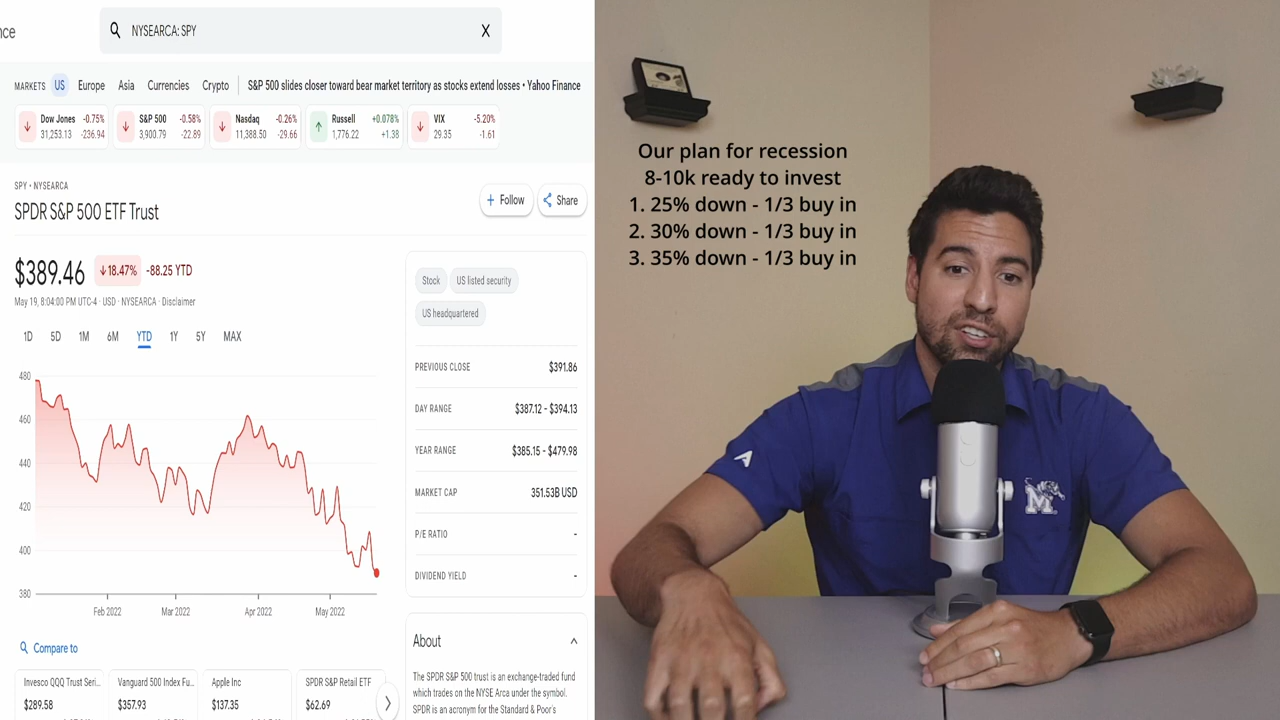 nce
NYSEARCA: SPY
X
MARKETS US Europe Asia Currencies Crypto S&P 500 slides closer toward bear market territory as stocks extend losses • Yahoo Finance
Dow Jones -0.75% S&P 500 -0.58% Nasdaq -0.26% Russell +0.078% VIX -5.20%
31,253.13 -236.94 3,900.79 -22.89 11,388.50 -29.66 1,776.22 +1.38 29.35 -1.61
SPY • NYSEARCA
SPDR S&P 500 ETF Trust
+ Follow
Share
$389.46 ↓18.47% -88.25 YTD
May 19, 8:04:00 PM UTC-4 · USD · NYSEARCA · Disclaimer
1D 5D 1M 6M YTD 1Y 5Y MAX
480
460
440
420
400
380
Feb 2022 Mar 2022 Apr 2022 May 2022
Compare to
Invesco QQQ Trust Seri... Vanguard 500 Index Fu... Apple Inc SPDR S&P Retail ETF
$289.58 $357.93 $137.35 $62.69
Stock US listed security
US headquartered
PREVIOUS CLOSE $391.86
DAY RANGE $387.12 - $394.13
YEAR RANGE $385.15 - $479.98
MARKET CAP 351.53B USD
P/E RATIO -
DIVIDEND YIELD -
About
The SPDR S&P 500 trust is an exchange-traded fund
which trades on the NYSE Arca under the symbol.
SPDR is an acronym for the Standard & Poor's
Our plan for recession
8-10k ready to invest
1. 25% down - 1/3 buy in
2. 30% down - 1/3 buy in
3. 35% down - 1/3 buy in
M